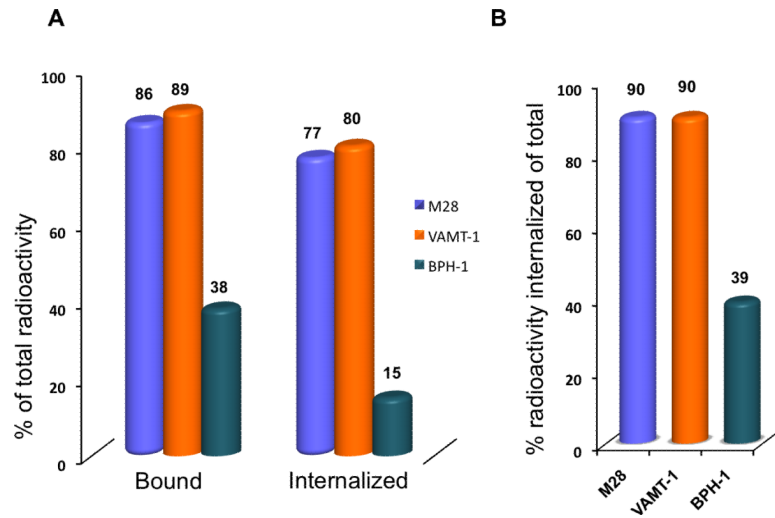 A
% of total radioactivity
100
80
60
40
20
0
86
89
38
77
80
15
Bound
Internalized
M28
VAMT-1
BPH-1
B
% radioactivity internalized of total
100
80
60
40
20
0
90
90
39
M28
VAMT-1
BPH-1